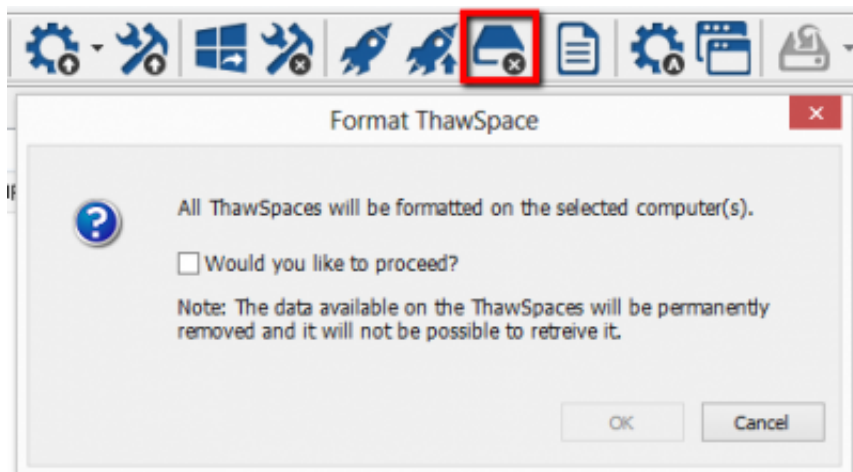 Format ThawSpace
All ThawSpaces will be formatted on the selected computer(s).
Would you like to proceed?
Note: The data available on the ThawSpaces will be permanently
removed and it will not be possible to retreive it.
OK
Cancel